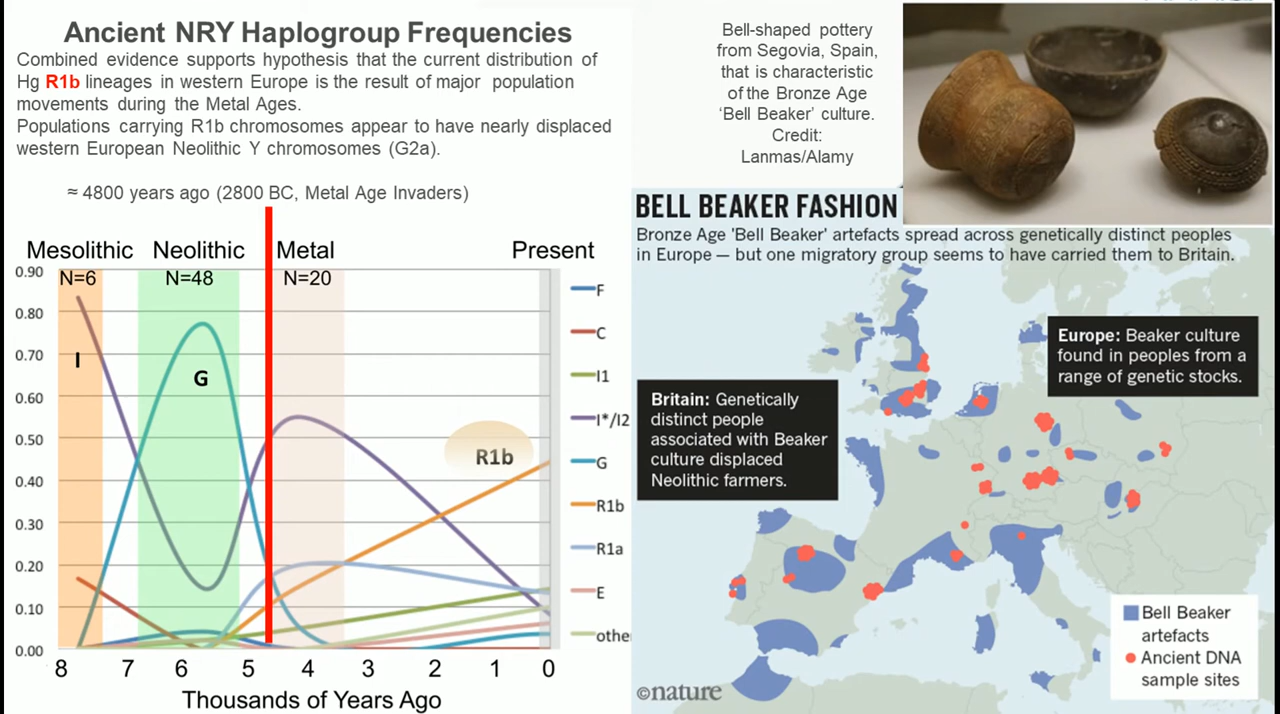 Ancient NRY Haplogroup Frequencies
Combined evidence supports hypothesis that the current distribution of
Hg R1b lineages in western Europe is the result of major population
movements during the Metal Ages.
Populations carrying R1b chromosomes appear to have nearly displaced
western European Neolithic Y chromosomes (G2a).
≈ 4800 years ago (2800 BC, Metal Age Invaders)
Mesolithic Neolithic Metal Present
N=6 N=48 N=20
0.90
0.80
0.70
0.60
0.50
0.40
0.30
0.20
0.10
0.00
I
G
R1b
F
C
I1
I*/I2
G
R1b
R1a
E
othe
8 7 6 5 4 3 2 1 0
Thousands of Years Ago
Bell-shaped pottery
from Segovia, Spain,
that is characteristic
of the Bronze Age
‘Bell Beaker’ culture.
Credit:
Lanmas/Alamy
BELL BEAKER FASHION
Bronze Age 'Bell Beaker' artefacts spread across genetically distinct peoples
in Europe — but one migratory group seems to have carried them to Britain.
Europe: Beaker culture
found in peoples from a
range of genetic stocks.
Britain: Genetically
distinct people
associated with Beaker
culture displaced
Neolithic farmers.
Bell Beaker
artefacts
Ancient DNA
sample sites
©nature